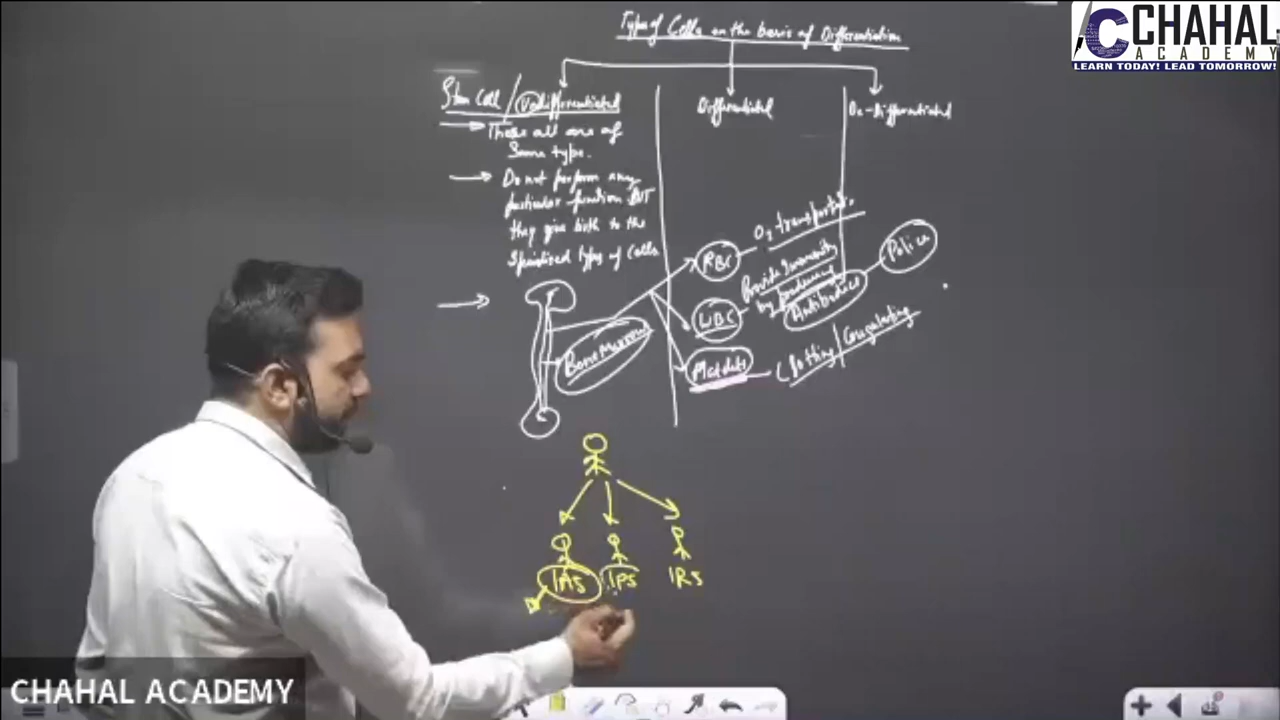 CHAHAL
ACADEMY
LEARN TODAY! LEAD TOMORROW!
Types of Cells on the basis of Differentiation
Stem Cell / Undifferentiated
Differentiated
De-Differentiated
These all are of
Same type.
Do not perform any
particular function BUT
they give birth to the
Specialised types of Cells
RBC
O2 transportat.
WBC
Provide Immunity
by producing
Antibodies
Police
Bone Marrow
Platelets
Clotting / Coagulating
IAS
IPS
IRS
CHAHAL ACADEMY